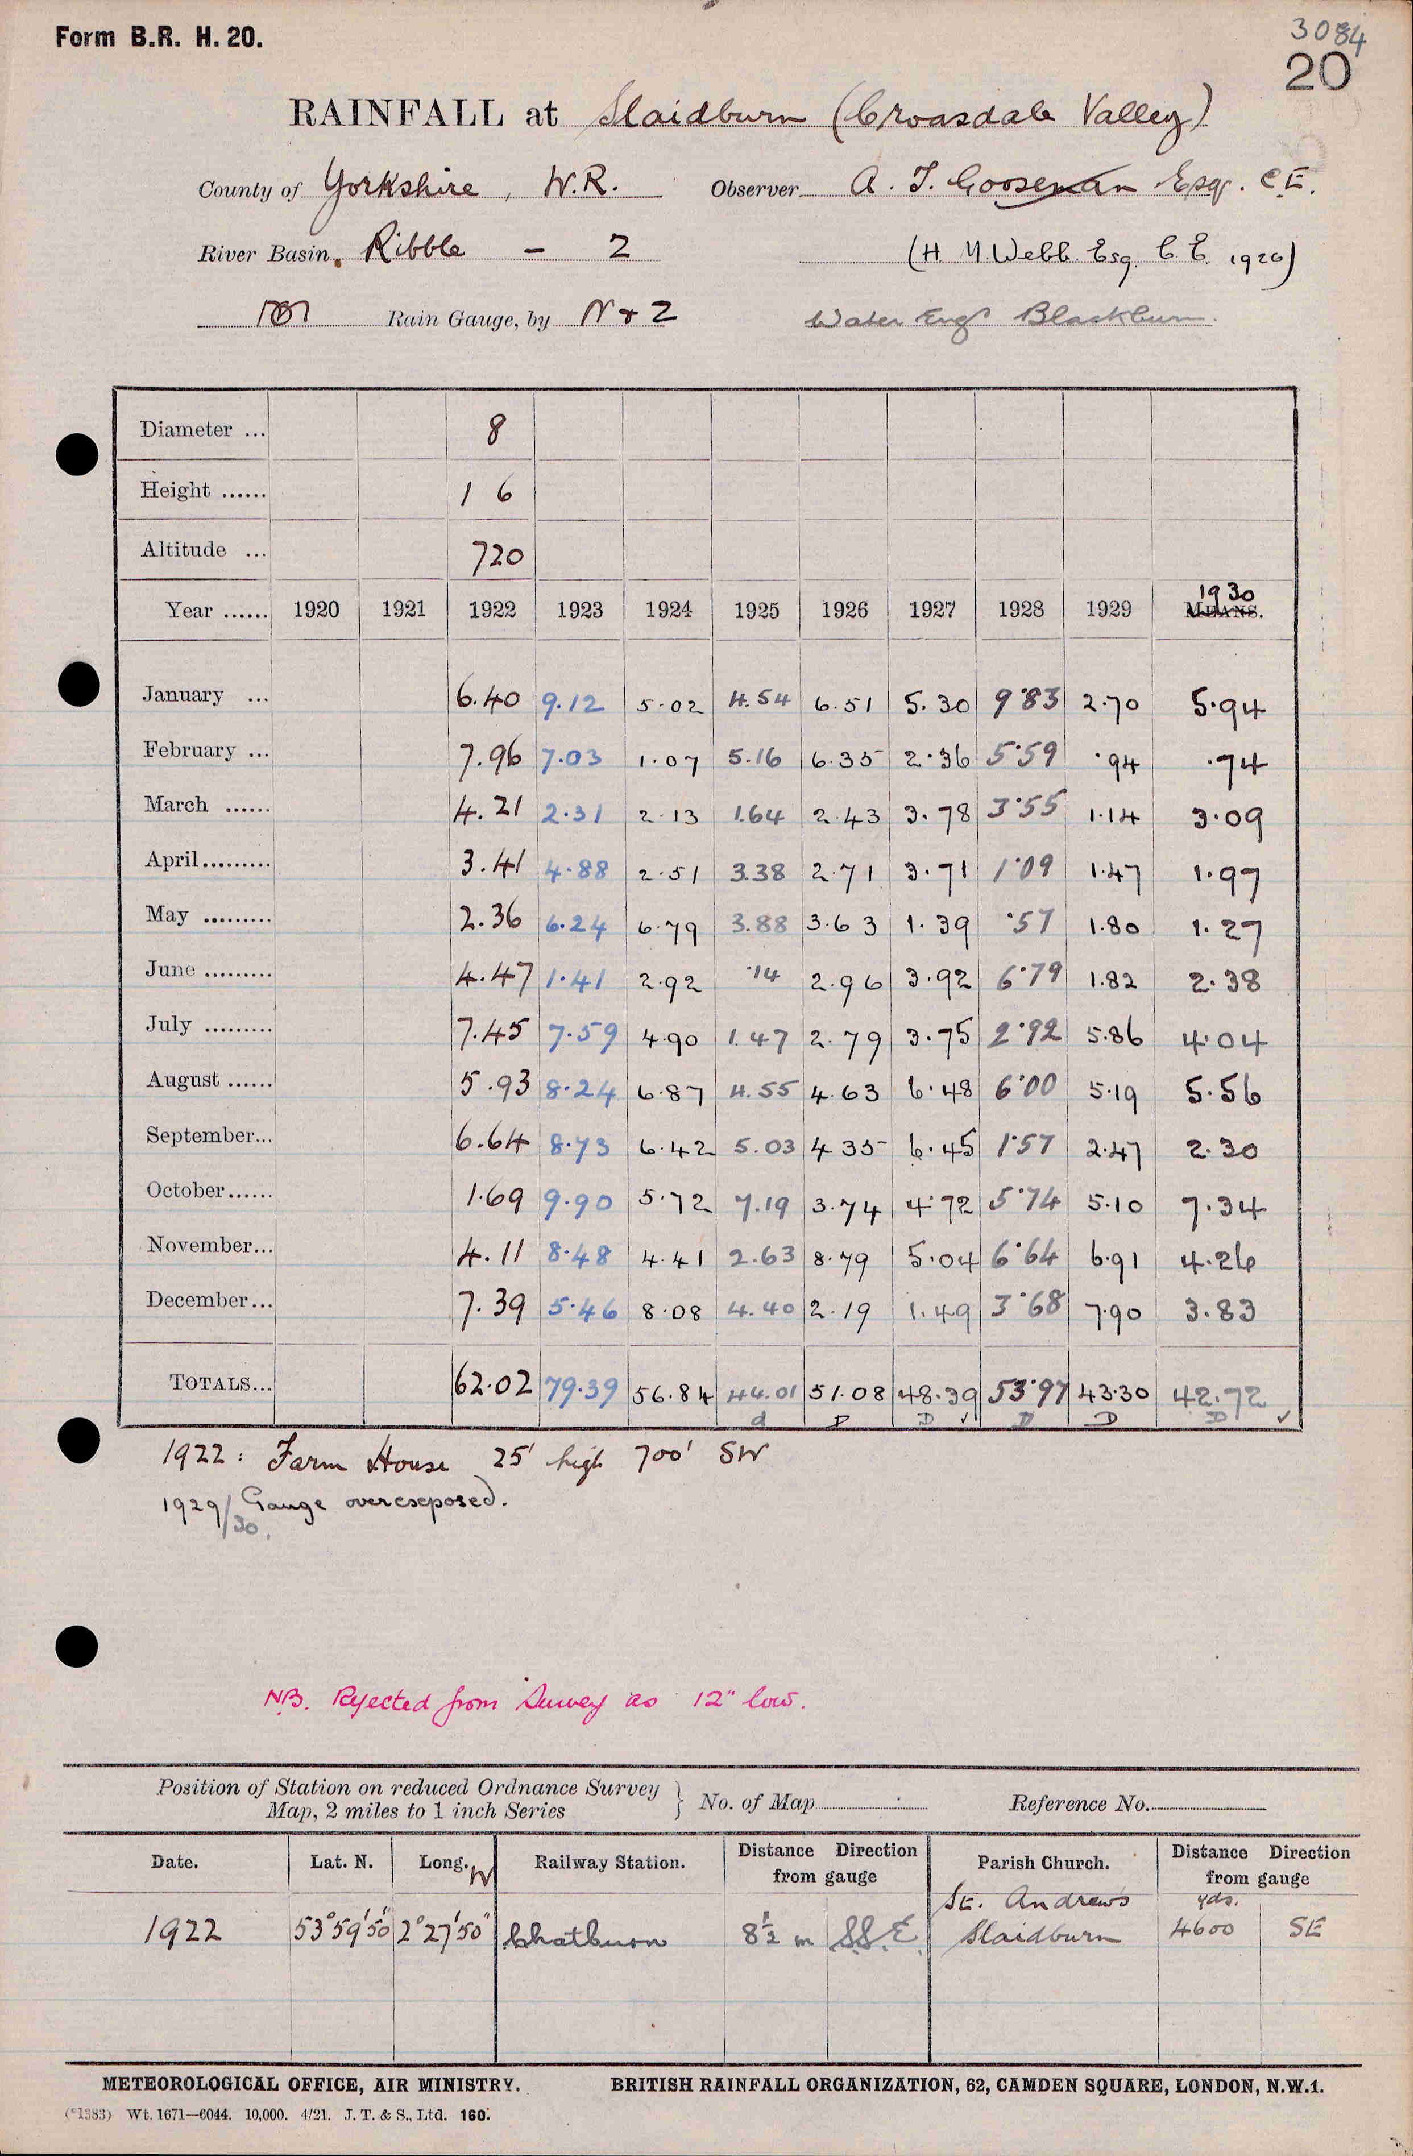 Form B.R. H. 20.
3084
20
RAINFALL at Slaidburn (Croasdale Valley)
County of Yorkshire, W.R. Observer A. T. Gooseman Esqr. C.E.
River Basin, Ribble - 2 (H. M Webb Esq. C. E. 1926)
Rain Gauge, by N & Z Water Engr Blackburn.
Diameter ... 8
Height ...... 1 6
Altitude ... 720
Year ...... 1920 1921 1922 1923 1924 1925 1926 1927 1928 1929 MEANS. 1930
January ... 6.40 9.12 5.02 4.54 6.51 5.30 9.83 2.70 5.94
February ... 7.96 7.03 1.07 5.16 6.35 2.36 5.59 .94 .74
March ...... 4.21 2.31 2.13 1.64 2.43 3.78 3.55 1.14 3.09
April......... 3.41 4.88 2.51 3.38 2.71 3.71 1.09 1.47 1.97
May ......... 2.36 6.24 6.79 3.88 3.63 1.39 .57 1.80 1.27
June ......... 4.47 1.41 2.92 .14 2.96 3.92 6.79 1.82 2.38
July ......... 7.45 7.59 4.90 1.47 2.79 3.75 2.92 5.86 4.04
August ...... 5.93 8.24 6.87 4.55 4.63 6.48 6.00 5.19 5.56
September... 6.64 8.73 6.42 5.03 4.35 6.45 1.57 2.47 2.30
October...... 1.69 9.90 5.72 7.19 3.74 4.72 5.74 5.10 7.34
November... 4.11 8.48 4.41 2.63 8.79 5.04 6.64 6.91 4.26
December... 7.39 5.46 8.08 4.40 2.19 1.49 3.68 7.90 3.83
TOTALS... 62.02 79.39 56.84 44.01 51.08 48.39 53.97 43.30 42.72
d D D ✓ D D D ✓
1922: Farm House 25' high 700' SW
1929/30. Gauge overexposed.
NB. Rejected from Survey as 12" low.
Position of Station on reduced Ordnance Survey Map, 2 miles to 1 inch Series } No. of Map Reference No.
Date. Lat. N. Long. W Railway Station. Distance Direction from gauge Parish Church. Distance Direction from gauge
1922 53°59'50" 2°27'50" Chatburn 8½ m S.S.E. St. Andrews Slaidburn yds. 4600 SE
METEOROLOGICAL OFFICE, AIR MINISTRY. BRITISH RAINFALL ORGANIZATION, 62, CAMDEN SQUARE, LONDON, N.W.1.
(*1383) Wt. 1671—6044. 10,000. 4/21. J. T. & S., Ltd. 160.